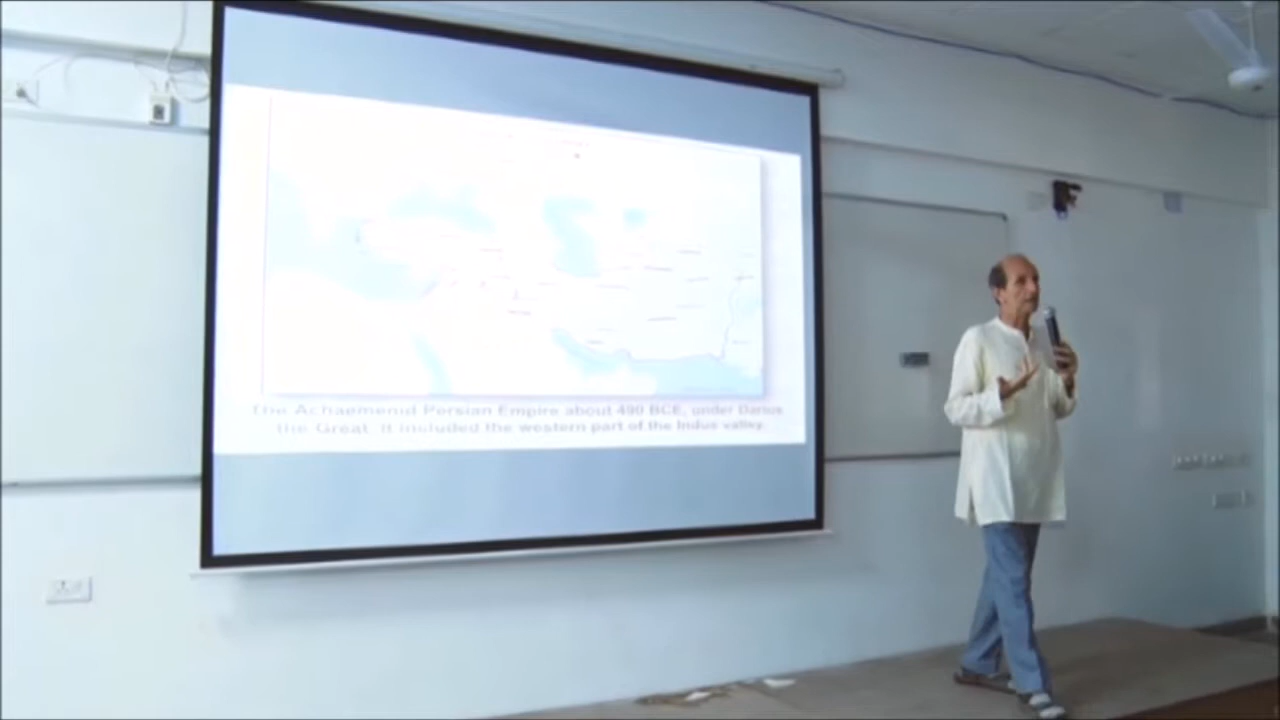 The Achaemenid Persian Empire about 490 BCE, under Darius
the Great. It included the western part of the Indus valley.